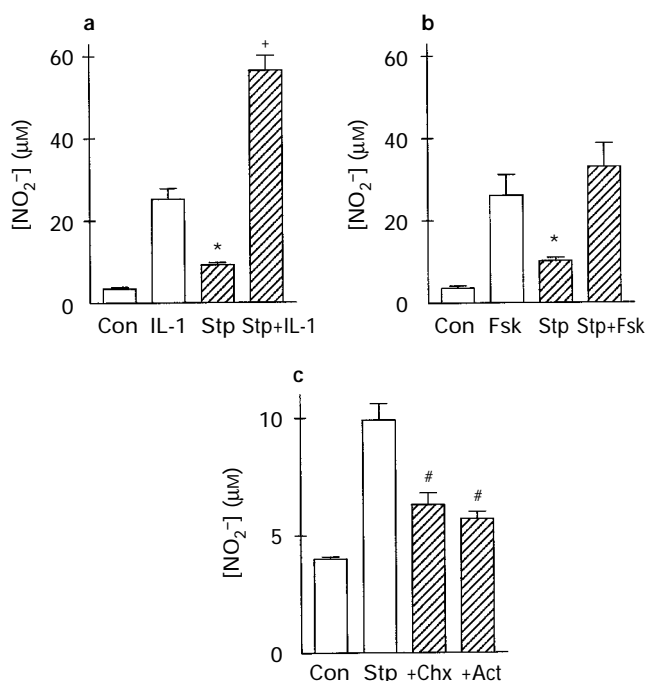 a
60
40
20
0
[NO₂⁻] (μM)
+
*
Con IL-1 Stp Stp+IL-1
b
60
40
20
0
[NO₂⁻] (μM)
*
Con Fsk Stp Stp+Fsk
c
10
5
0
[NO₂⁻] (μM)
# #
Con Stp +Chx +Act